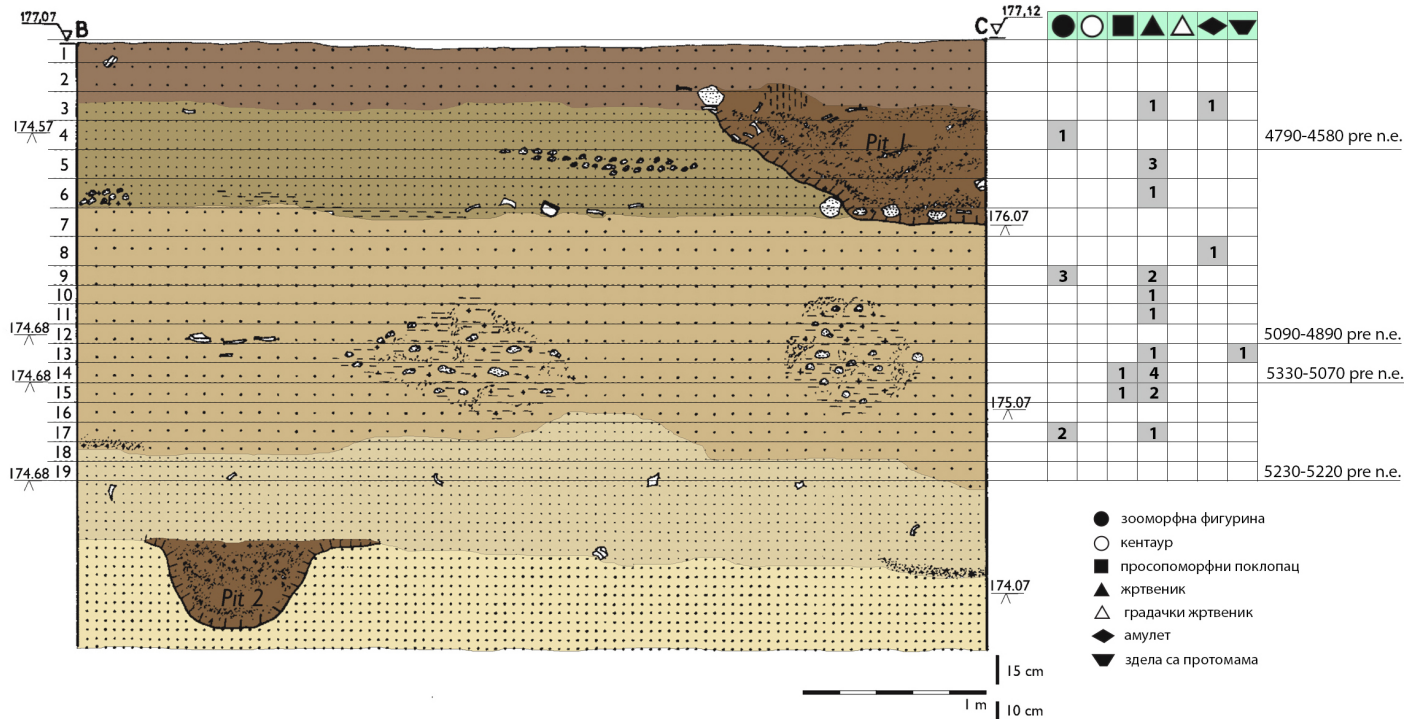 177,07
B
C
177,12
1
2
3
1
1
174.57
4
Pit 1
1
4790-4580 pre n.e.
5
3
6
1
7
176.07
8
1
9
3
2
10
1
11
1
174.68
12
5090-4890 pre n.e.
13
1
1
174.68
14
1
4
5330-5070 pre n.e.
15
1
2
16
175.07
17
2
1
18
174.68
19
5230-5220 pre n.e.
зооморфна фигурина
кентаур
просопоморфни поклопац
жртвеник
градачки жртвеник
амулет
здела са протомама
174.07
Pit 2
15 cm
1 m
10 cm